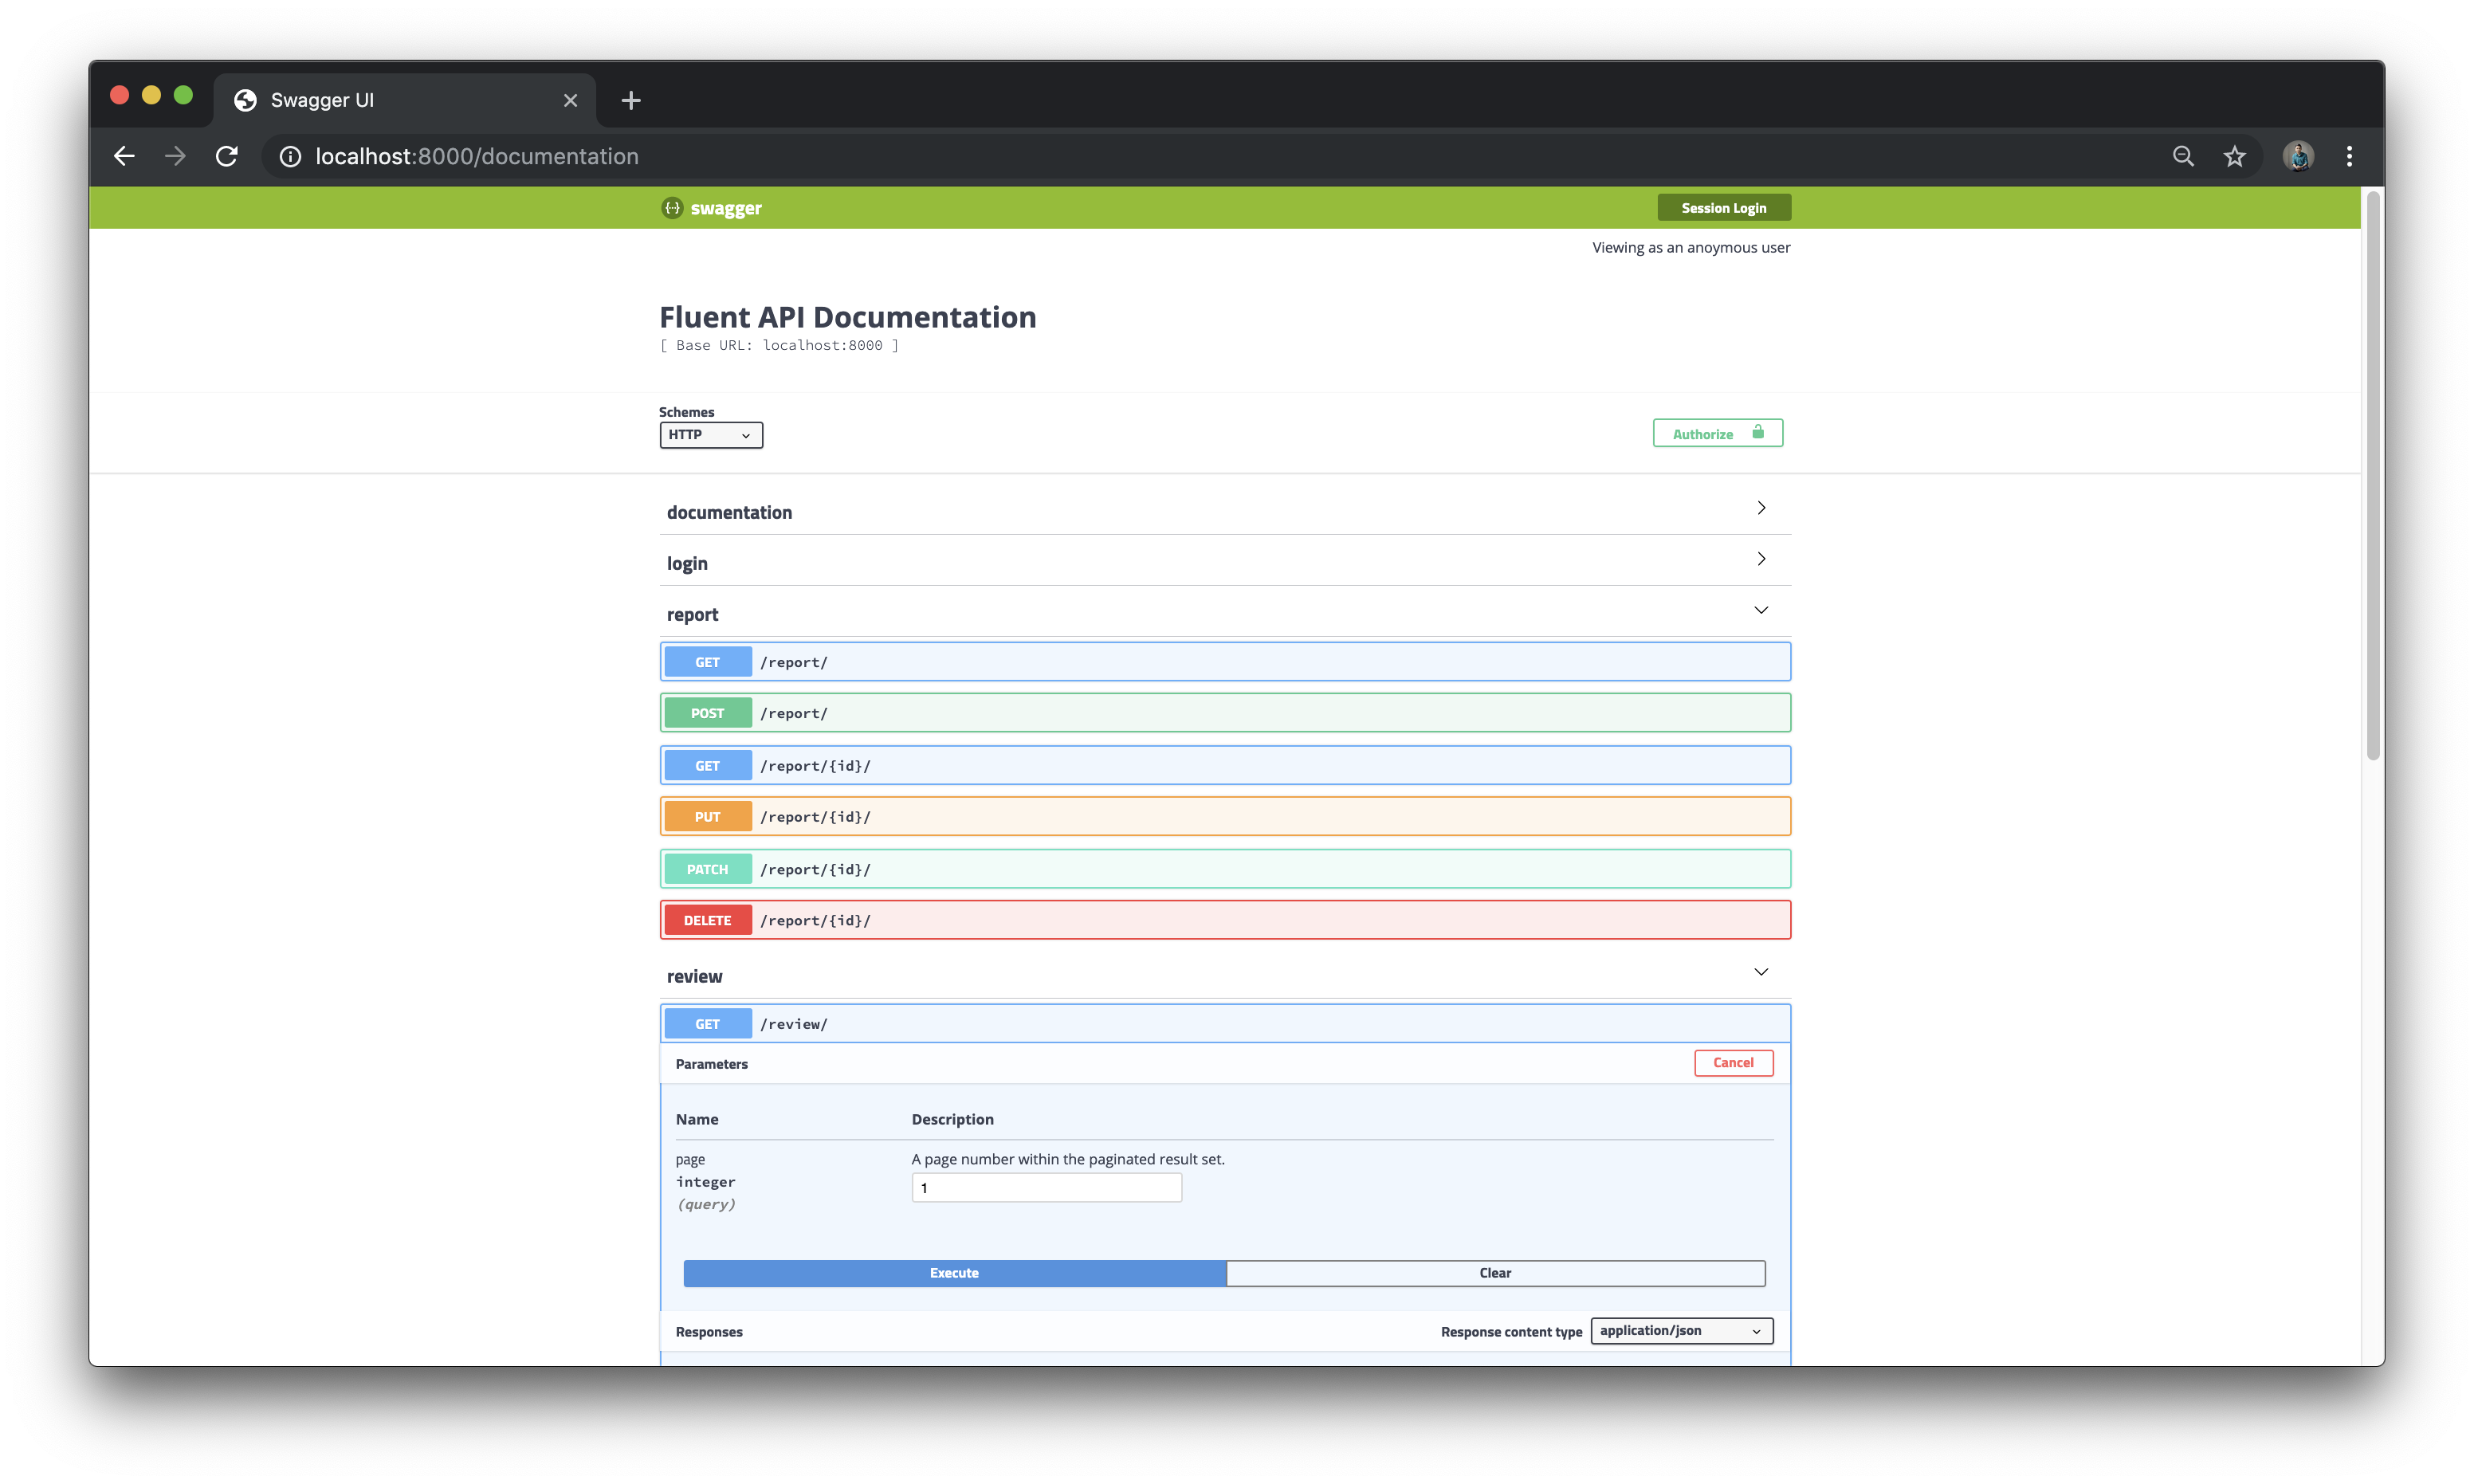 Swagger UI
localhost:8000/documentation
swagger
Session Login
Viewing as an anoymous user
Fluent API Documentation
[ Base URL: localhost:8000 ]
Schemes
HTTP
Authorize
documentation
login
report
GET /report/
POST /report/
GET /report/{id}/
PUT /report/{id}/
PATCH /report/{id}/
DELETE /report/{id}/
review
GET /review/
Parameters
Cancel
Name Description
page A page number within the paginated result set.
integer
1
(query)
Execute Clear
Responses Response content type application/json